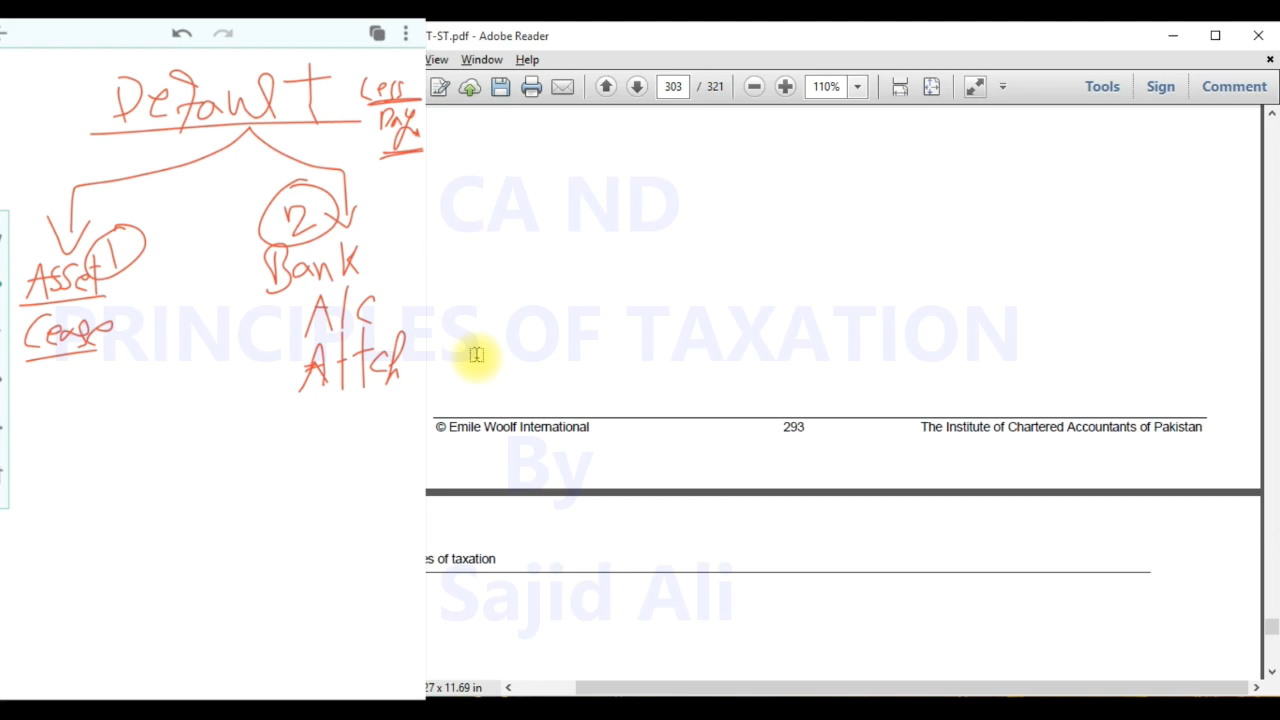 Default
Less
Pay
1
2
Asset
Cease
Bank
A/C
Attch
T-ST.pdf - Adobe Reader
View Window Help
303 / 321 110% Tools Sign Comment
CA ND
PRINCIPLES OF TAXATION
By
Sajid Ali
© Emile Woolf International 293 The Institute of Chartered Accountants of Pakistan
es of taxation
27 x 11.69 in